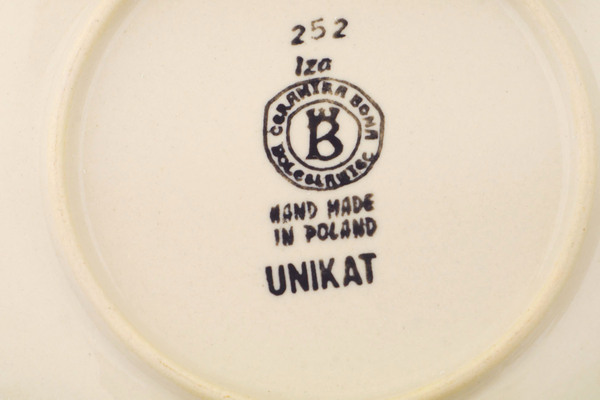 252
Iza
CERAMIKA BONA
B
BOLESŁAWIEC
HAND MADE
IN POLAND
UNIKAT